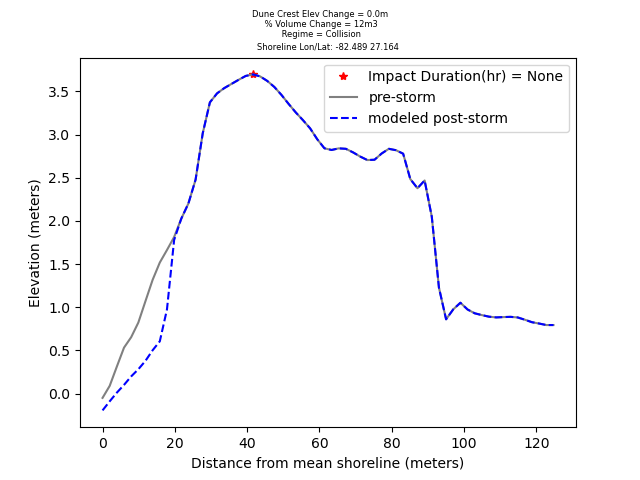 Dune Crest Elev Change = 0.0m
% Volume Change = 12m3
Regime = Collision
Shoreline Lon/Lat: -82.489 27.164
Impact Duration(hr) = None
pre-storm
modeled post-storm
3.5
3.0
2.5
2.0
1.5
1.0
0.5
0.0
Elevation (meters)
0 20 40 60 80 100 120
Distance from mean shoreline (meters)